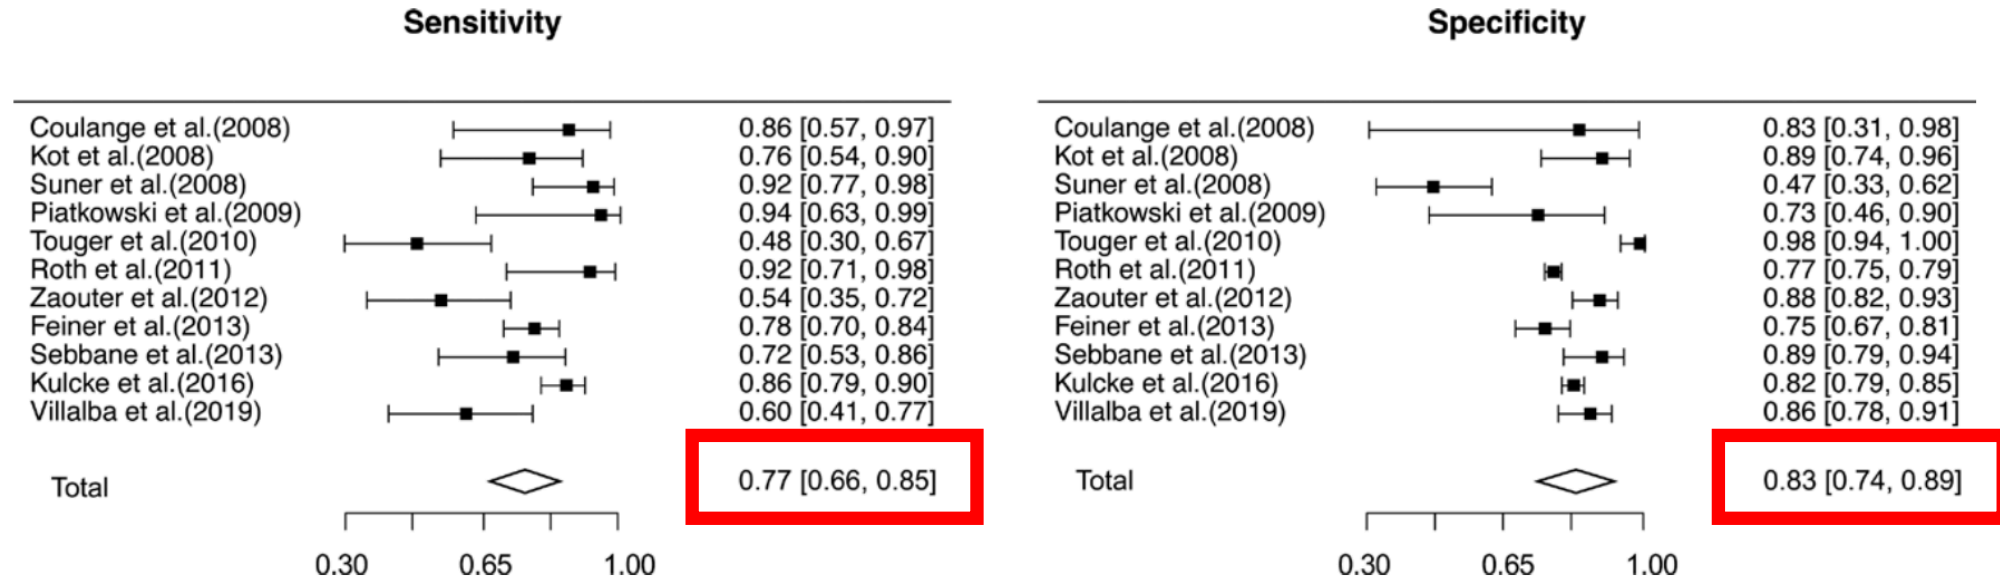 Sensitivity
Coulange et al.(2008) 0.86 [0.57, 0.97]
Kot et al.(2008) 0.76 [0.54, 0.90]
Suner et al.(2008) 0.92 [0.77, 0.98]
Piatkowski et al.(2009) 0.94 [0.63, 0.99]
Touger et al.(2010) 0.48 [0.30, 0.67]
Roth et al.(2011) 0.92 [0.71, 0.98]
Zaouter et al.(2012) 0.54 [0.35, 0.72]
Feiner et al.(2013) 0.78 [0.70, 0.84]
Sebbane et al.(2013) 0.72 [0.53, 0.86]
Kulcke et al.(2016) 0.86 [0.79, 0.90]
Villalba et al.(2019) 0.60 [0.41, 0.77]
Total 0.77 [0.66, 0.85]
0.30 0.65 1.00
Specificity
Coulange et al.(2008) 0.83 [0.31, 0.98]
Kot et al.(2008) 0.89 [0.74, 0.96]
Suner et al.(2008) 0.47 [0.33, 0.62]
Piatkowski et al.(2009) 0.73 [0.46, 0.90]
Touger et al.(2010) 0.98 [0.94, 1.00]
Roth et al.(2011) 0.77 [0.75, 0.79]
Zaouter et al.(2012) 0.88 [0.82, 0.93]
Feiner et al.(2013) 0.75 [0.67, 0.81]
Sebbane et al.(2013) 0.89 [0.79, 0.94]
Kulcke et al.(2016) 0.82 [0.79, 0.85]
Villalba et al.(2019) 0.86 [0.78, 0.91]
Total 0.83 [0.74, 0.89]
0.30 0.65 1.00